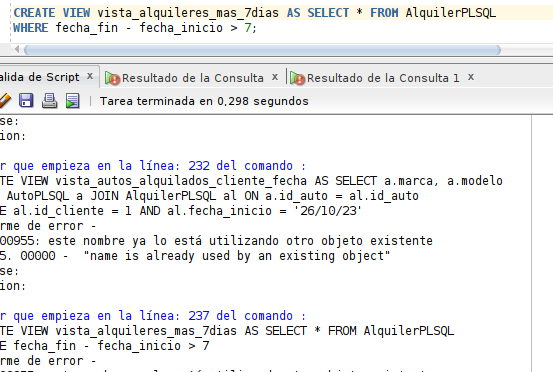 CREATE VIEW vista_alquileres_mas_7dias AS SELECT * FROM AlquilerPLSQL
WHERE fecha_fin - fecha_inicio > 7;
alida de Script x Resultado de la Consulta x Resultado de la Consulta 1 x
Tarea terminada en 0,298 segundos
se:
ion:
r que empieza en la línea: 232 del comando :
TE VIEW vista_autos_alquilados_cliente_fecha AS SELECT a.marca, a.modelo
AutoPLSQL a JOIN AlquilerPLSQL al ON a.id_auto = al.id_auto
E al.id_cliente = 1 AND al.fecha_inicio = '26/10/23'
rme de error -
00955: este nombre ya lo está utilizando otro objeto existente
5. 00000 - "name is already used by an existing object"
se:
ion:
r que empieza en la línea: 237 del comando :
TE VIEW vista_alquileres_mas_7dias AS SELECT * FROM AlquilerPLSQL
E fecha_fin - fecha_inicio > 7
rme de error -